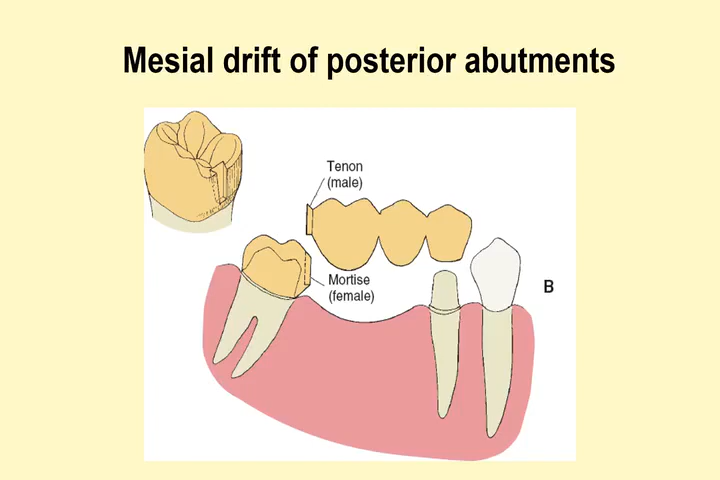 Mesial drift of posterior abutments
Tenon
(male)
Mortise
(female)
B